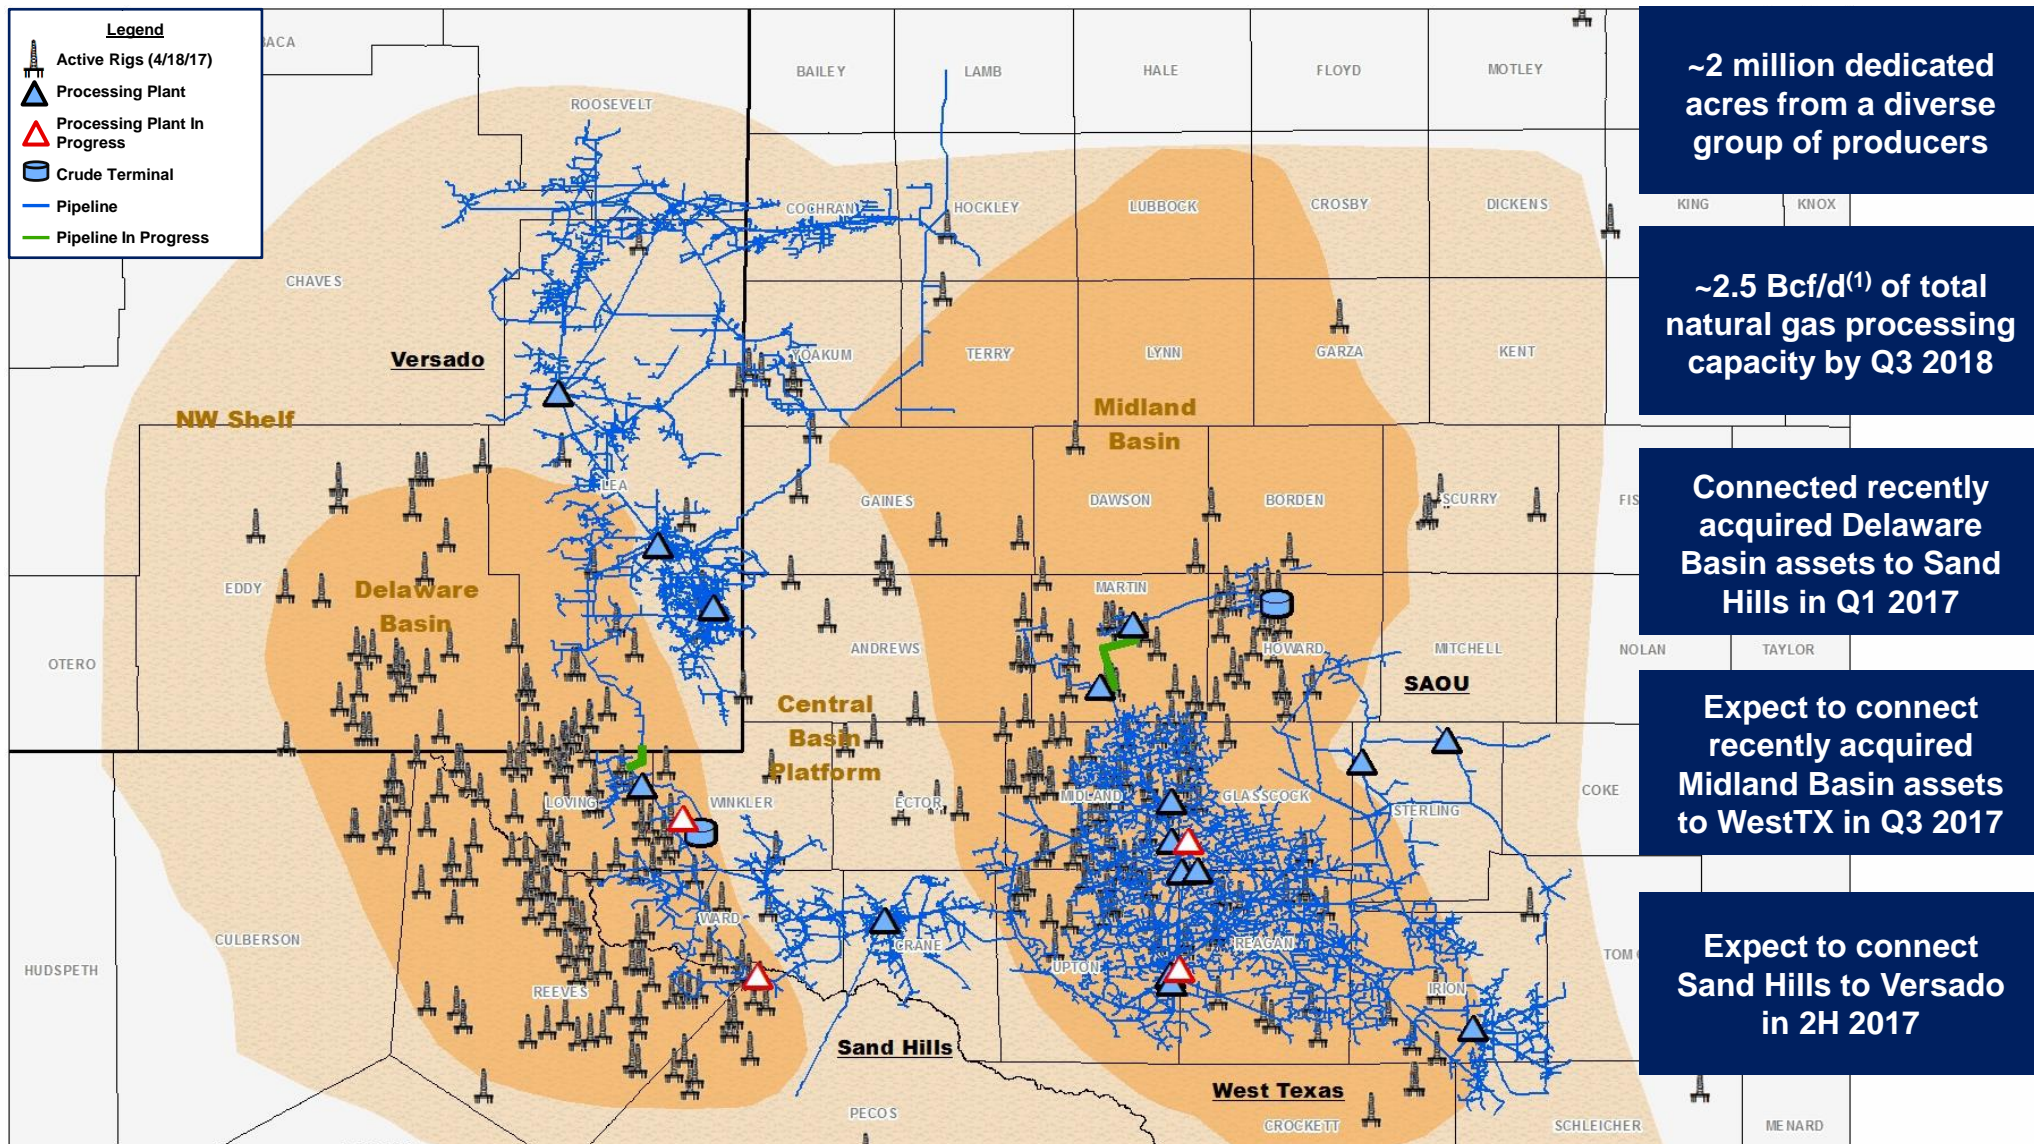 Legend
Active Rigs (4/18/17)
Processing Plant
Processing Plant In
Progress
Crude Terminal
Pipeline
Pipeline In Progress
BAILEY
LAMB
HALE
FLOYD
MOTLEY
ROOSEVELT
COCHRAN
HOCKLEY
LUBBOCK
CROSBY
DICKENS
KING
KNOX
CHAVES
Versado
YOAKUM
TERRY
LYNN
GARZA
KENT
NW Shelf
Midland
Basin
LEA
GAINES
DAWSON
BORDEN
SCURRY
FIS
EDDY
Delaware
Basin
MARTIN
OTERO
ANDREWS
HOWARD
MITCHELL
NOLAN
TAYLOR
SAOU
Central
Basin
Platform
LOVING
WINKLER
ECTOR
MIDLAND
GLASSCOCK
STERLING
COKE
CULBERSON
HUDSPETH
WARD
CRANE
UPTON
REAGAN
IRION
TOM
REEVES
Sand Hills
West Texas
PECOS
CROCKETT
SCHLEICHER
MENARD
~2 million dedicated
acres from a diverse
group of producers
~2.5 Bcf/d(1) of total
natural gas processing
capacity by Q3 2018
Connected recently
acquired Delaware
Basin assets to Sand
Hills in Q1 2017
Expect to connect
recently acquired
Midland Basin assets
to WestTX in Q3 2017
Expect to connect
Sand Hills to Versado
in 2H 2017